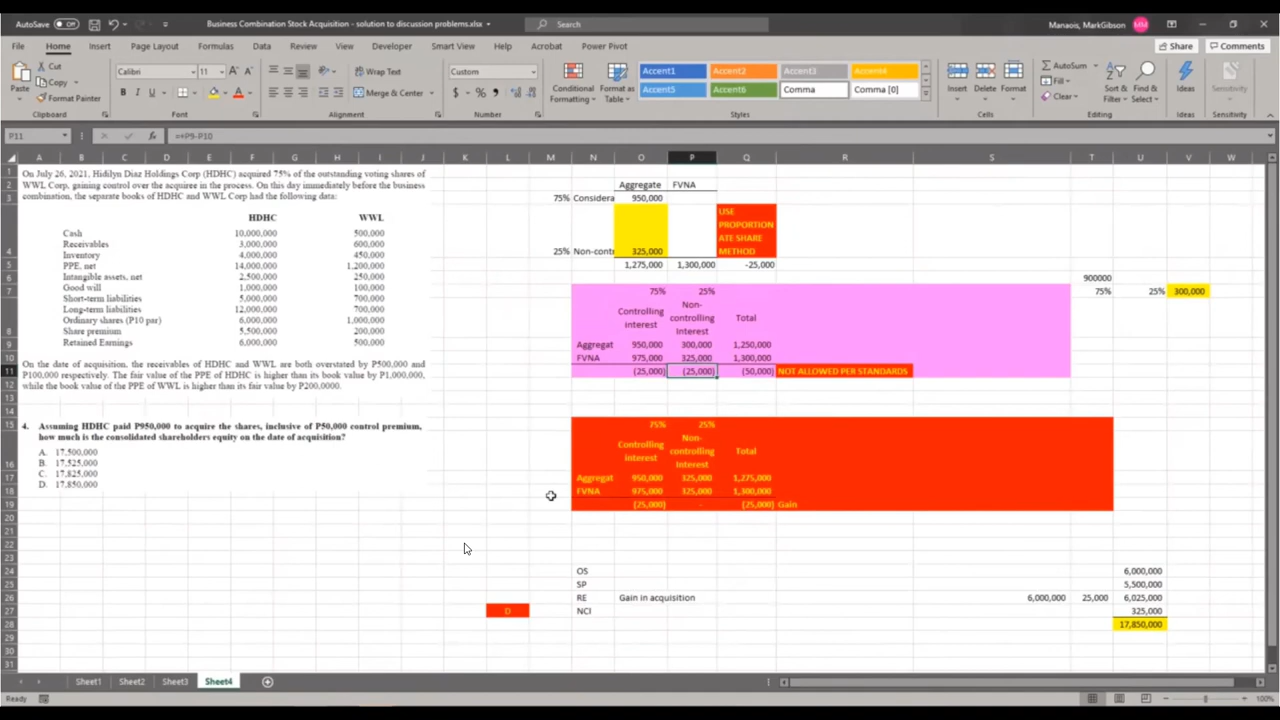 AutoSave Off Business Combination Stock Acquisition - solution to discussion problems.xlsx Search Manaois, MarkGibson MM
File Home Insert Page Layout Formulas Data Review View Developer Smart View Help Acrobat Power Pivot Share Comments
Cut Calibri 11 Wrap Text Custom Accent1 Accent2 Accent3 Accent4 AutoSum
Copy Fill
Paste Format Painter B I U Merge & Center $ % Accent5 Accent6 Comma Comma [0] Clear
Conditional Formatting Format as Table Insert Delete Format Sort & Filter Find & Select Ideas Sensitivity
Clipboard Font Alignment Number Styles Cells Editing Ideas Sensitivity
P11 fx =+P9-P10
A B C D E F G H I J K L M N O P Q R S T U V W
On July 26, 2021, Hidilyn Diaz Holdings Corp (HDHC) acquired 75% of the outstanding voting shares of
WWL Corp, gaining control over the acquiree in the process. On this day immediately before the business
combination, the separate books of HDHC and WWL Corp had the following data:
HDHC WWL
Cash 10,000,000 500,000
Receivables 3,000,000 600,000
Inventory 4,000,000 450,000
PPE, net 14,000,000 1,200,000
Intangible assets, net 2,500,000 250,000
Good will 1,000,000 100,000
Short-term liabilities 5,000,000 700,000
Long-term liabilities 12,000,000 700,000
Ordinary shares (P10 par) 6,000,000 1,000,000
Share premium 5,500,000 200,000
Retained Earnings 6,000,000 500,000
On the date of acquisition, the receivables of HDHC and WWL are both overstated by P500,000 and
P100,000 respectively. The fair value of the PPE of HDHC is higher than its book value by P1,000,000,
while the book value of the PPE of WWL is higher than its fair value by P200,0000.
4. Assuming HDHC paid P950,000 to acquire the shares, inclusive of P50,000 control premium,
how much is the consolidated shareholders equity on the date of acquisition?
A. 17,500,000
B. 17,525,000
C. 17,825,000
D. 17,850,000
Aggregate FVNA
75% Considera 950,000
USE PROPORTION
ATE SHARE METHOD
25% Non-contr 325,000
1,275,000 1,300,000 -25,000
900000
75% 25% 300,000
75% 25%
Controlling interest Non-controlling Interest Total
Aggregat 950,000 300,000 1,250,000
FVNA 975,000 325,000 1,300,000
(25,000) (25,000) (50,000) NOT ALLOWED PER STANDARDS
75% 25%
Controlling interest Non-controlling Interest Total
Aggregat 950,000 325,000 1,275,000
FVNA 975,000 325,000 1,300,000
(25,000) - (25,000) Gain
OS 6,000,000
SP 5,500,000
RE Gain in acquisition 6,000,000 25,000 6,025,000
D NCI 325,000
17,850,000
Sheet1 Sheet2 Sheet3 Sheet4
Ready 100%